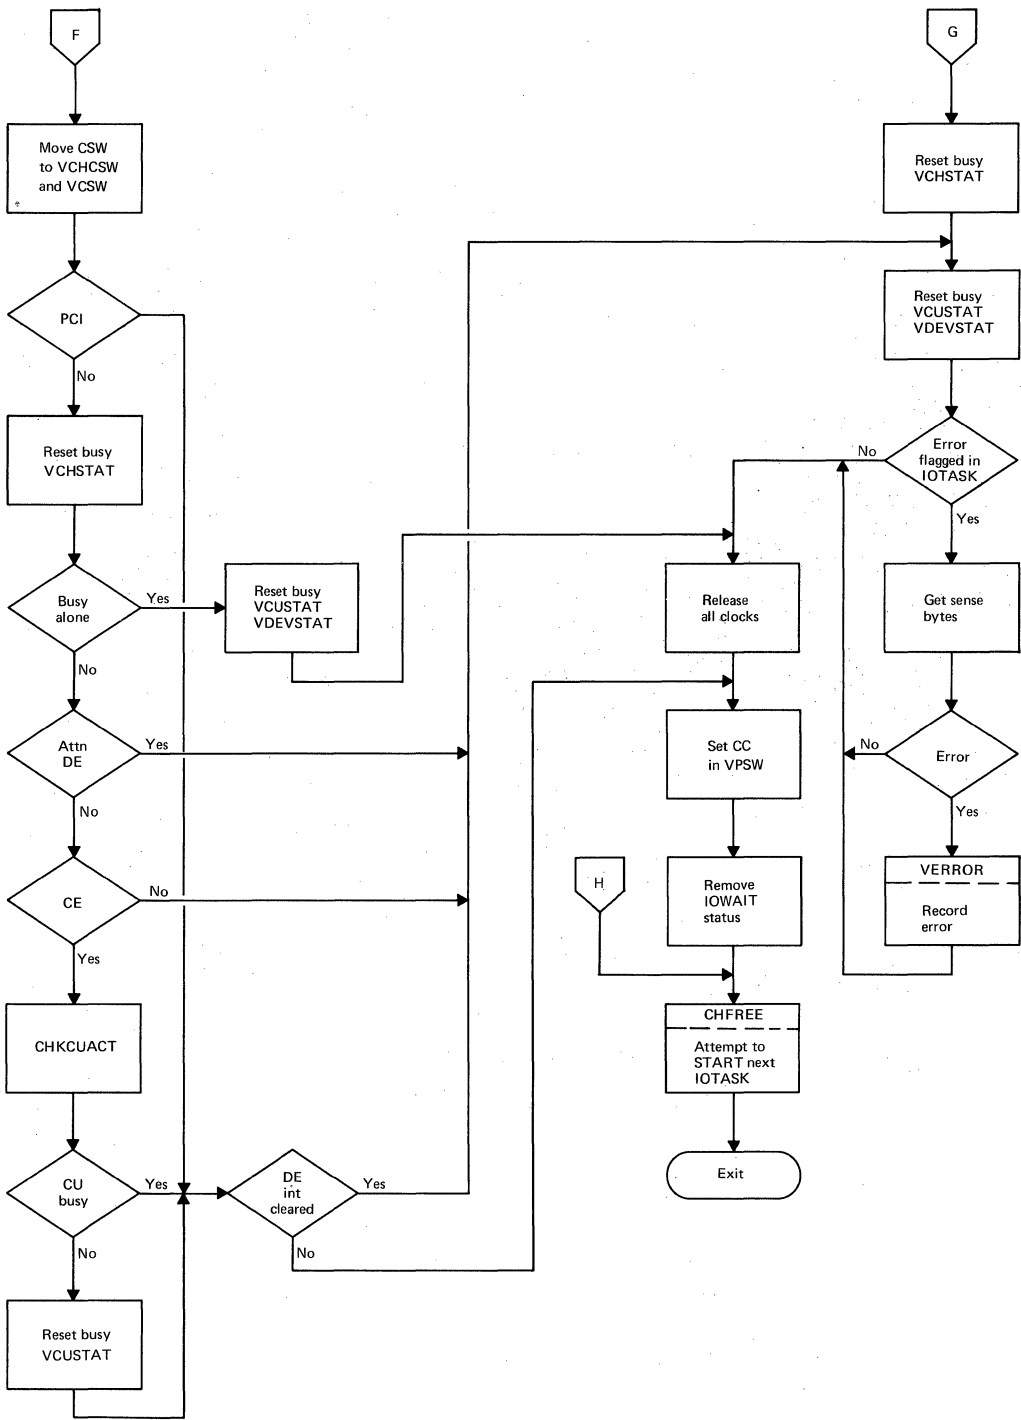 F
Move CSW
to VCHCSW
and VCSW
PCI
No
Reset busy
VCHSTAT
Busy
alone
Yes
No
Reset busy
VCUSTAT
VDEVSTAT
Attn
DE
Yes
No
CE
No
Yes
CHKCUACT
CU
busy
Yes
No
Reset busy
VCUSTAT
DE
int
cleared
Yes
No
G
Reset busy
VCHSTAT
Reset busy
VCUSTAT
VDEVSTAT
Error
flagged in
IOTASK
No
Yes
Get sense
bytes
Error
No
Yes
VERROR
Record
error
Release
all clocks
Set CC
in VPSW
Remove
IOWAIT
status
H
CHFREE
Attempt to
START next
IOTASK
Exit